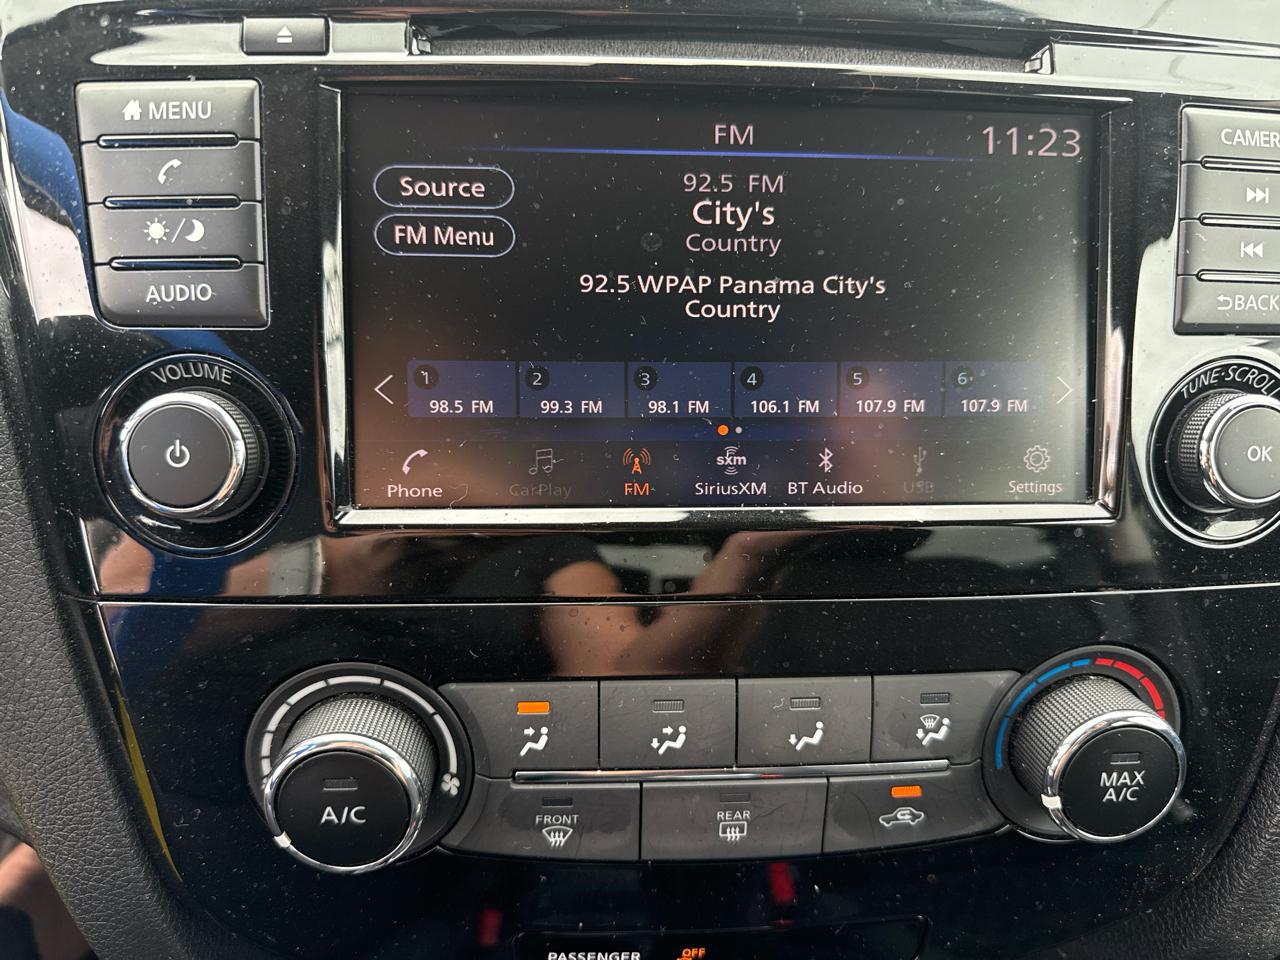 MENU
AUDIO
VOLUME
FM
11:23
Source
FM Menu
92.5 FM
City's
Country
92.5 WPAP Panama City's
Country
1
98.5 FM
2
99.3 FM
3
98.1 FM
4
106.1 FM
5
107.9 FM
6
107.9 FM
Phone
CarPlay
FM
sxm
SiriusXM
BT Audio
USB
Settings
CAMER
BACK
TUNE·SCROL
OK
A/C
FRONT
REAR
MAX
A/C
PASSENGER
OFF